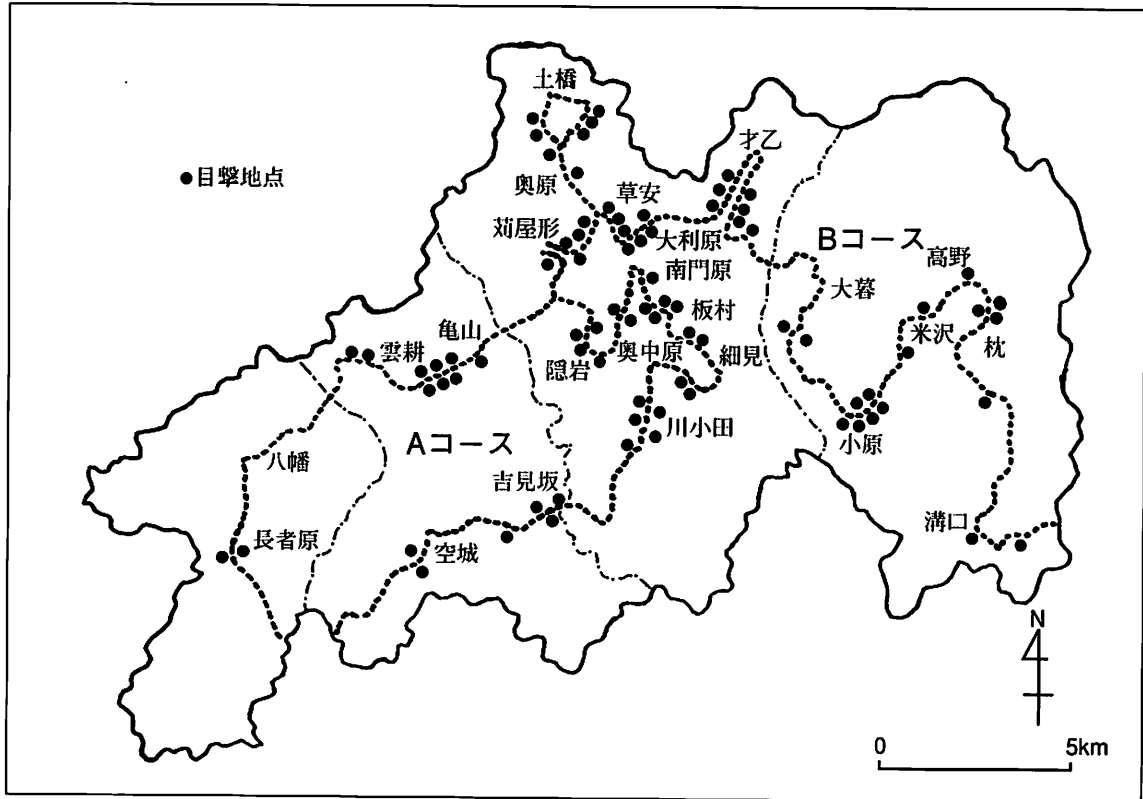 土橋
才乙
●目撃地点
奥原
草安
苅屋形
大利原
Bコース
南門原
高野
大暮
板村
亀山
米沢
雲耕
枕
隠岩
奥中原
細見
川小田
小原
Aコース
八幡
吉見坂
溝口
長者原
空城
N
0
5km